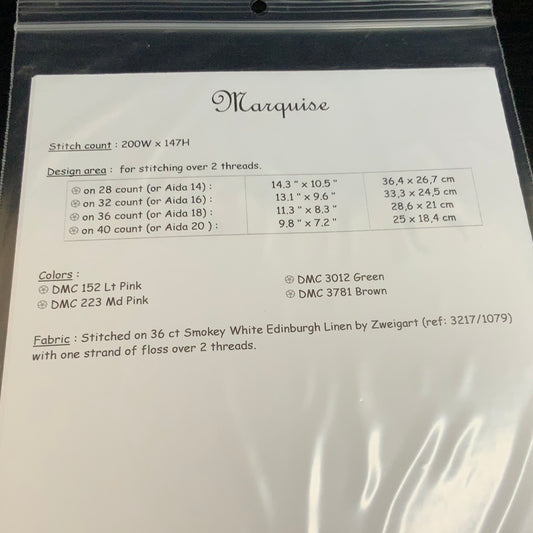 Marquise
Stitch count : 200W x 147H
Design area : for stitching over 2 threads.
on 28 count (or Aida 14) : 14.3 " x 10.5 " 36,4 x 26,7 cm
on 32 count (or Aida 16) : 13.1 " x 9.6 " 33,3 x 24,5 cm
on 36 count (or Aida 18) : 11.3 " x 8,3 " 28,6 x 21 cm
on 40 count (or Aida 20 ) : 9.8 " x 7.2 " 25 x 18,4 cm
Colors :
DMC 152 Lt Pink
DMC 223 Md Pink
DMC 3012 Green
DMC 3781 Brown
Fabric : Stitched on 36 ct Smokey White Edinburgh Linen by Zweigart (ref: 3217/1079)
with one strand of floss over 2 threads.